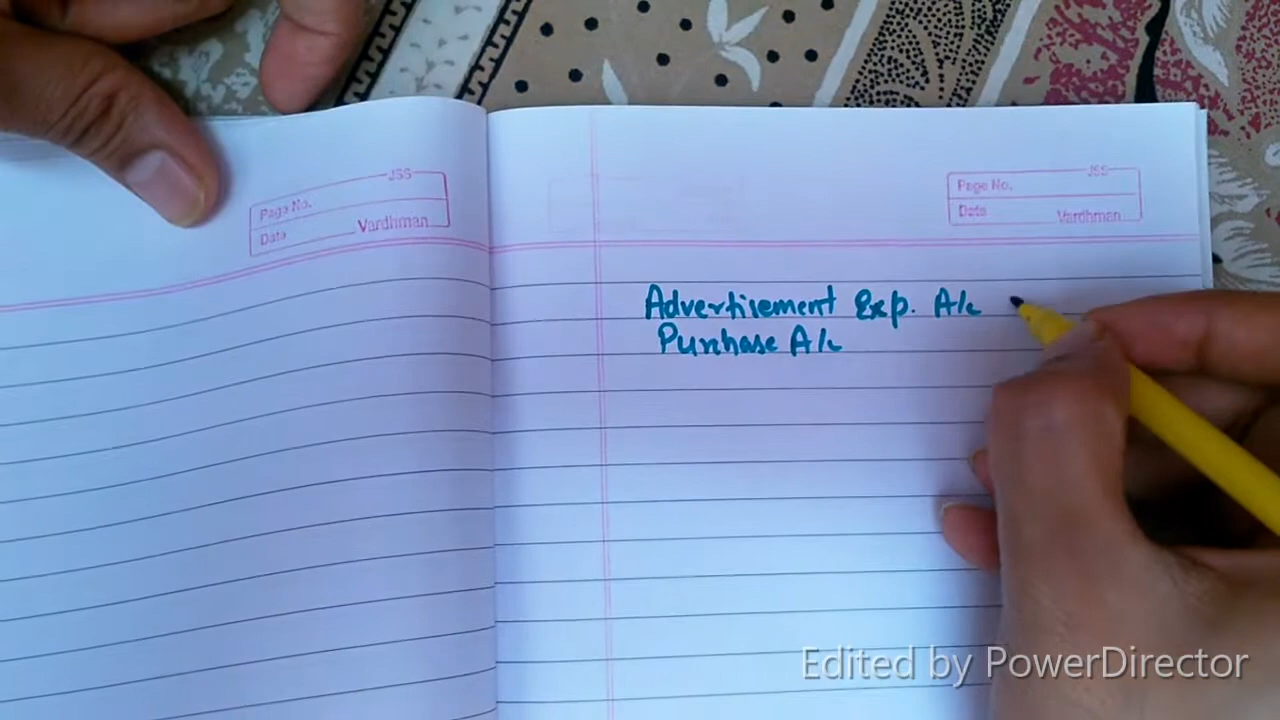 JSS
Page No.
Date
Vardhman
JSS
Page No.
Date
Vardhman
Advertisement Exp. A/c
Purchase A/c
Edited by PowerDirector